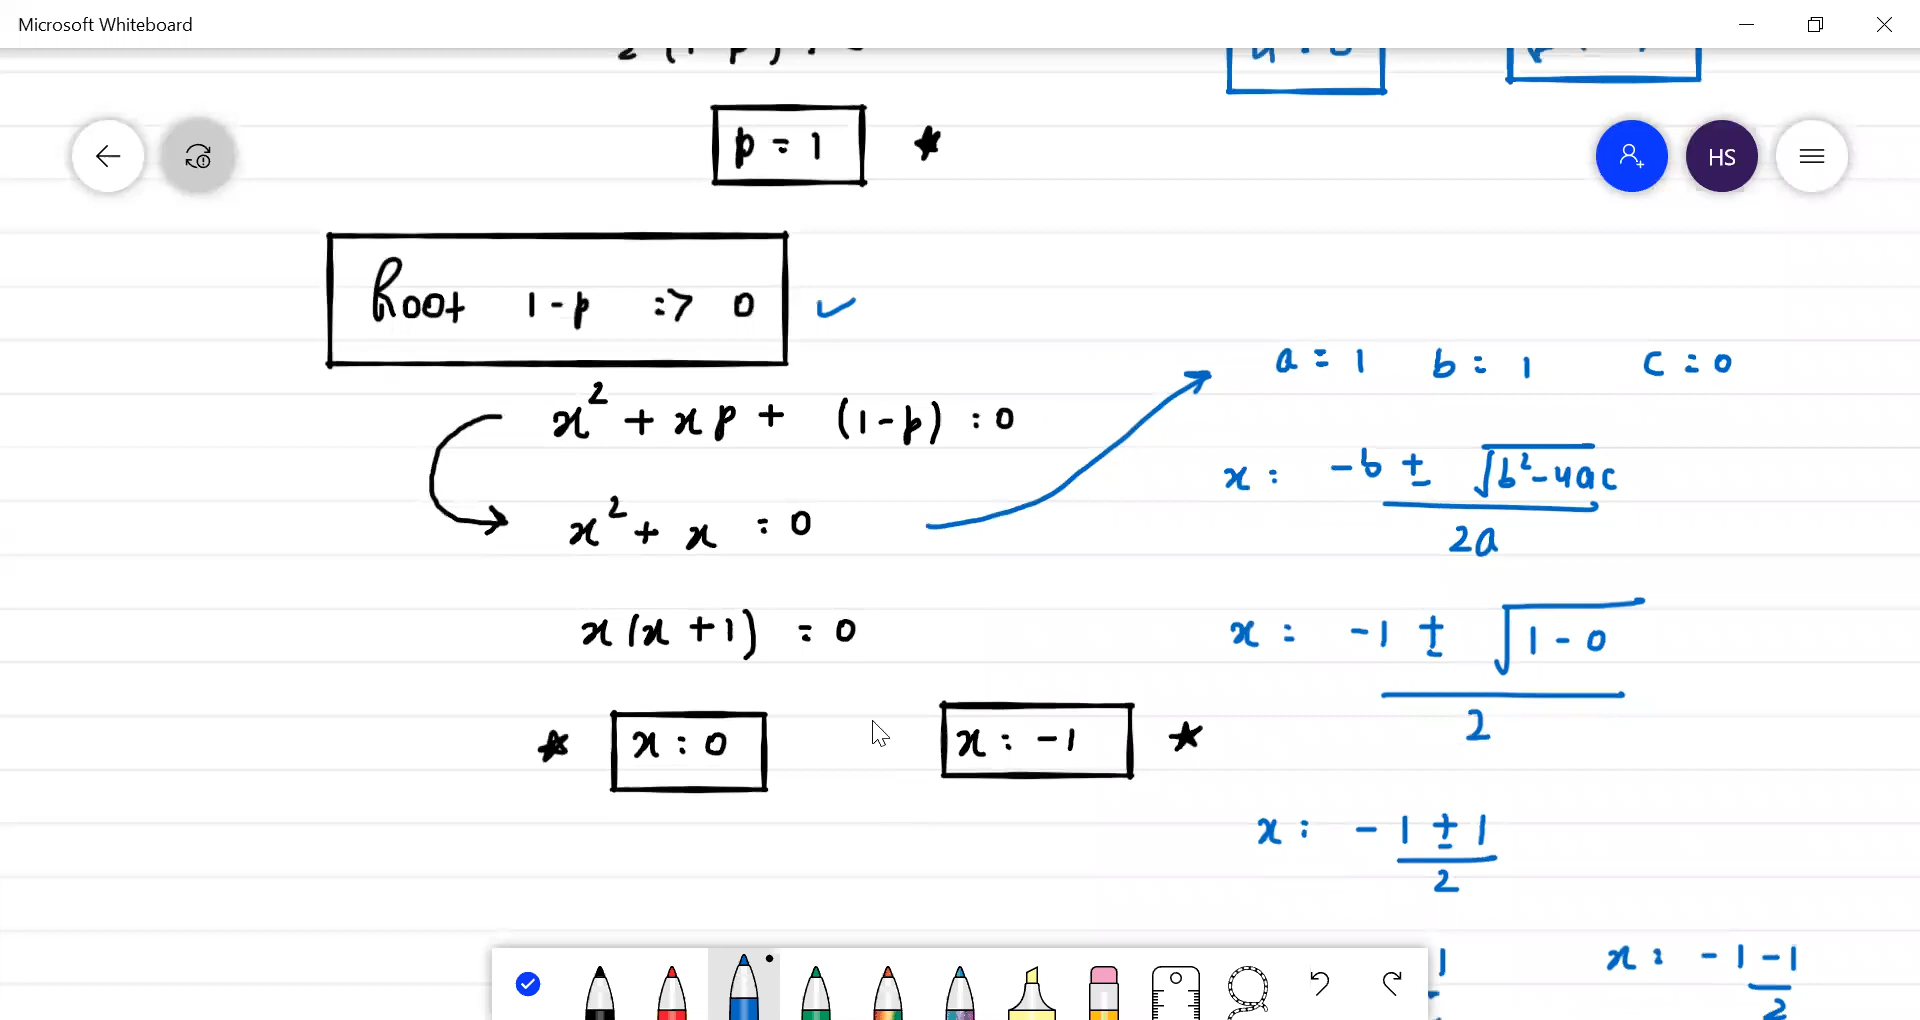 Microsoft Whiteboard
p = 1
HS
Root 1-p => 0
a = 1 b = 1 c = 0
x² + xp + (1-p) = 0
x = -b ± √b²-4ac
2a
x² + x = 0
x(x+1) = 0
x = -1 ± √1-0
2
x = 0 x = -1
x = -1 ± 1
2
x = -1-1
2